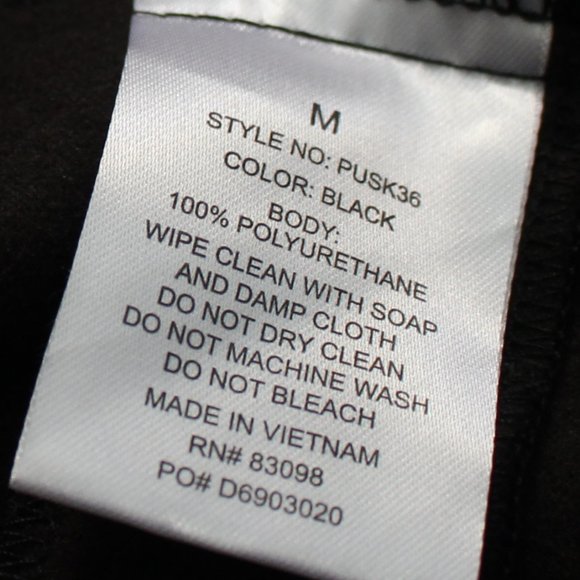 M
STYLE NO: PUSK36
COLOR: BLACK
BODY:
100% POLYURETHANE
WIPE CLEAN WITH SOAP
AND DAMP CLOTH
DO NOT DRY CLEAN
DO NOT MACHINE WASH
DO NOT BLEACH
MADE IN VIETNAM
RN# 83098
PO# D6903020